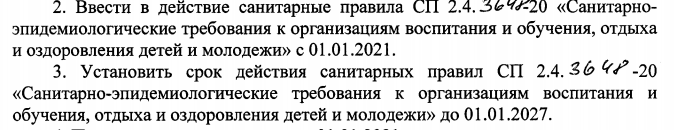 2. Ввести в действие санитарные правила СП 2.4.3648-20 «Санитарно-
эпидемиологические требования к организациям воспитания и обучения, отдыха
и оздоровления детей и молодежи» с 01.01.2021.
3. Установить срок действия санитарных правил СП 2.4.3648-20
«Санитарно-эпидемиологические требования к организациям воспитания и
обучения, отдыха и оздоровления детей и молодежи» до 01.01.2027.